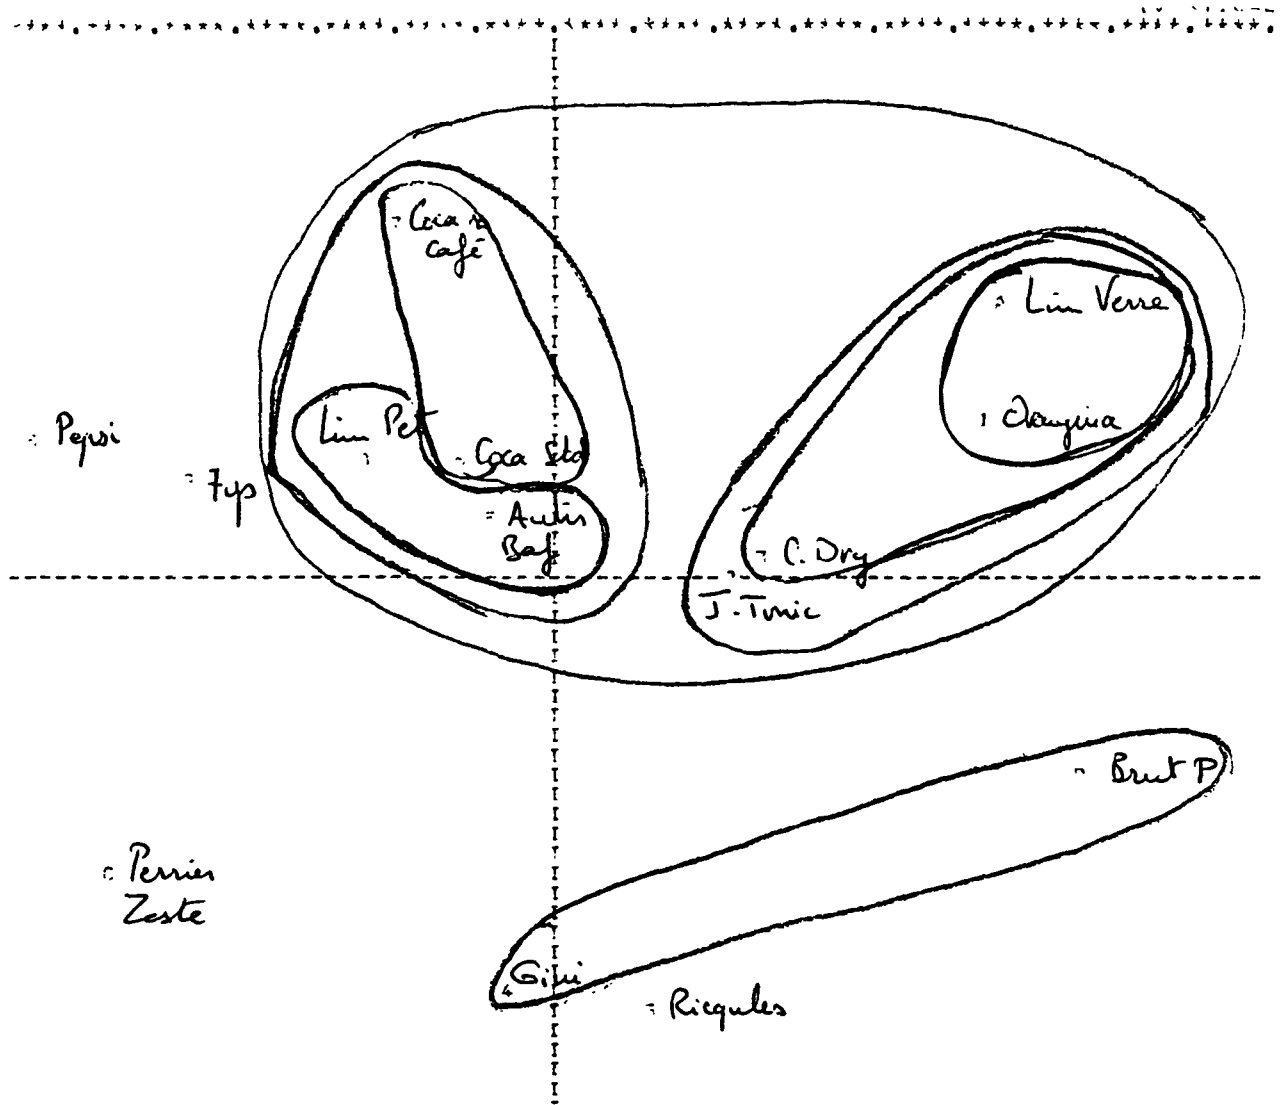 Coca
café
Lim Verre
Lim Pet
Orangina
Pepsi
Coca Std
7up
Autres
C. Dry
J. Tonic
Brut P
Perrier
Zeste
Gini
Ricqules